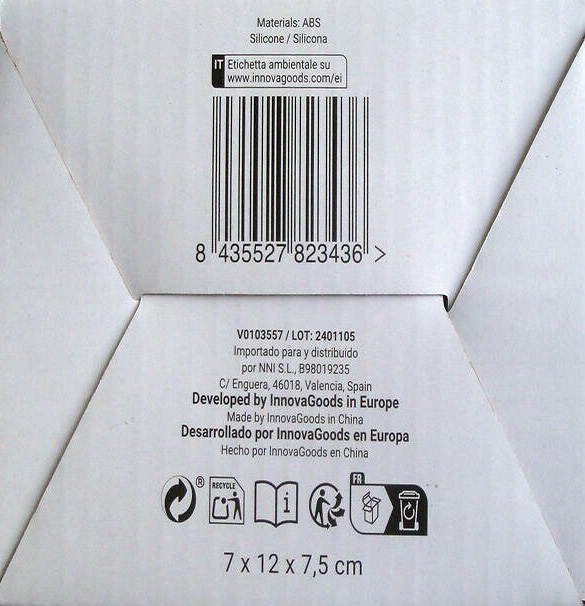 Materials: ABS
Silicone / Silicona
IT Etichetta ambientale su
www.innovagoods.com/ei
8 435527 823436 >
V0103557 / LOT: 2401105
Importado para y distribuido
por NNI S.L., B98019235
C/ Enguera, 46018, Valencia, Spain
Developed by InnovaGoods in Europe
Made by InnovaGoods in China
Desarrollado por InnovaGoods en Europa
Hecho por InnovaGoods en China
® RECYCLE i FR
7 x 12 x 7,5 cm